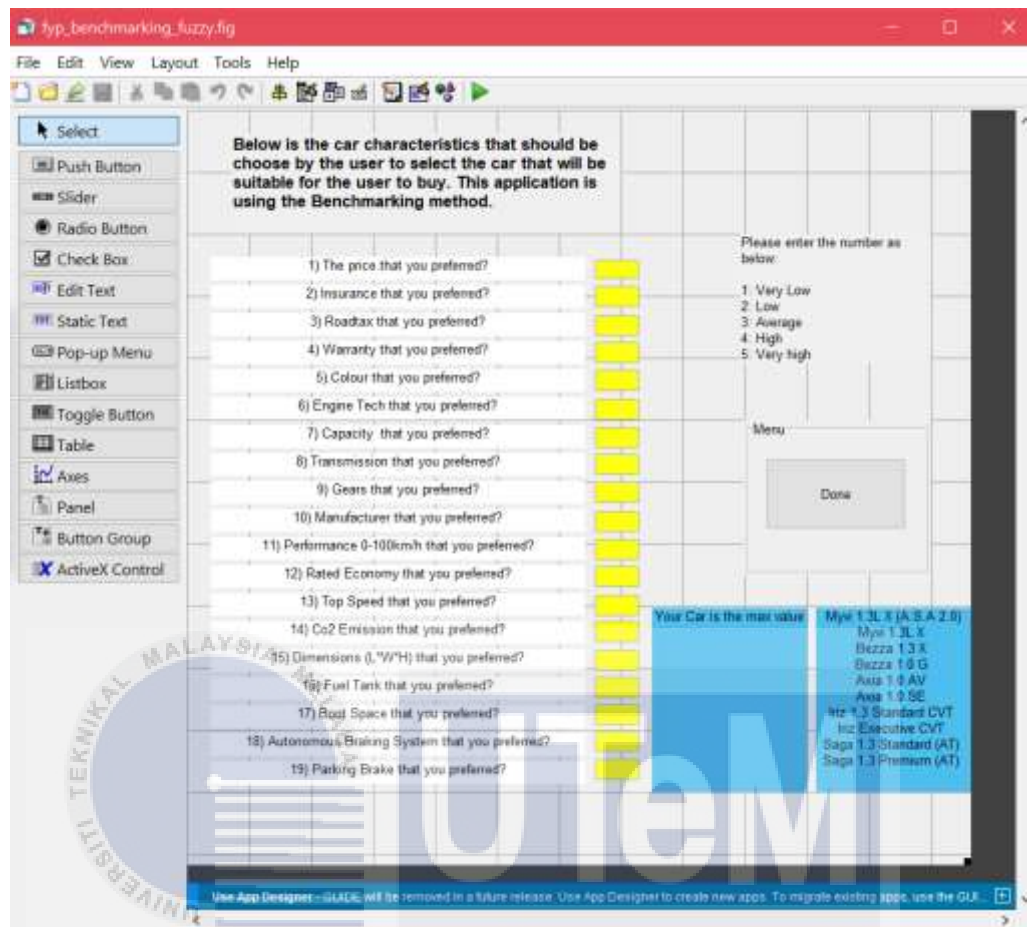 fyp_benchmarking_fuzzy.fig
File Edit View Layout Tools Help
Select
Push Button
Slider
Radio Button
Check Box
Edit Text
Static Text
Pop-up Menu
Listbox
Toggle Button
Table
Axes
Panel
Button Group
ActiveX Control
Below is the car characteristics that should be
choose by the user to select the car that will be
suitable for the user to buy. This application is
using the Benchmarking method.
1) The price that you preferred?
2) Insurance that you preferred?
3) Roadtax that you preferred?
4) Warranty that you preferred?
5) Colour that you preferred?
6) Engine Tech that you preferred?
7) Capacity that you preferred?
8) Transmission that you preferred?
9) Gears that you preferred?
10) Manufacturer that you preferred?
11) Performance 0-100km/h that you preferred?
12) Rated Economy that you preferred?
13) Top Speed that you preferred?
14) Co2 Emission that you preferred?
15) Dimensions (L*W*H) that you preferred?
16) Fuel Tank that you preferred?
17) Boot Space that you preferred?
18) Autonomous Braking System that you preferred?
19) Parking Brake that you preferred?
Please enter the number as
below:
1. Very Low
2. Low
3. Average
4. High
5. Very high
Menu
Done
Your Car is the max value
Myvi 1.3L X (A.S.A 2.0)
Myvi 1.3L X
Bezza 1.3 X
Bezza 1.0 G
Axia 1.0 AV
Axia 1.0 SE
Iriz 1.3 Standard CVT
Iriz Executive CVT
Saga 1.3 Standard (AT)
Saga 1.3 Premium (AT)
UNIVERSITI TEKNIKAL MALAYSIA
UTeM
Use App Designer - GUIDE will be removed in a future release. Use App Designer to create new apps. To migrate existing apps, use the GUI...